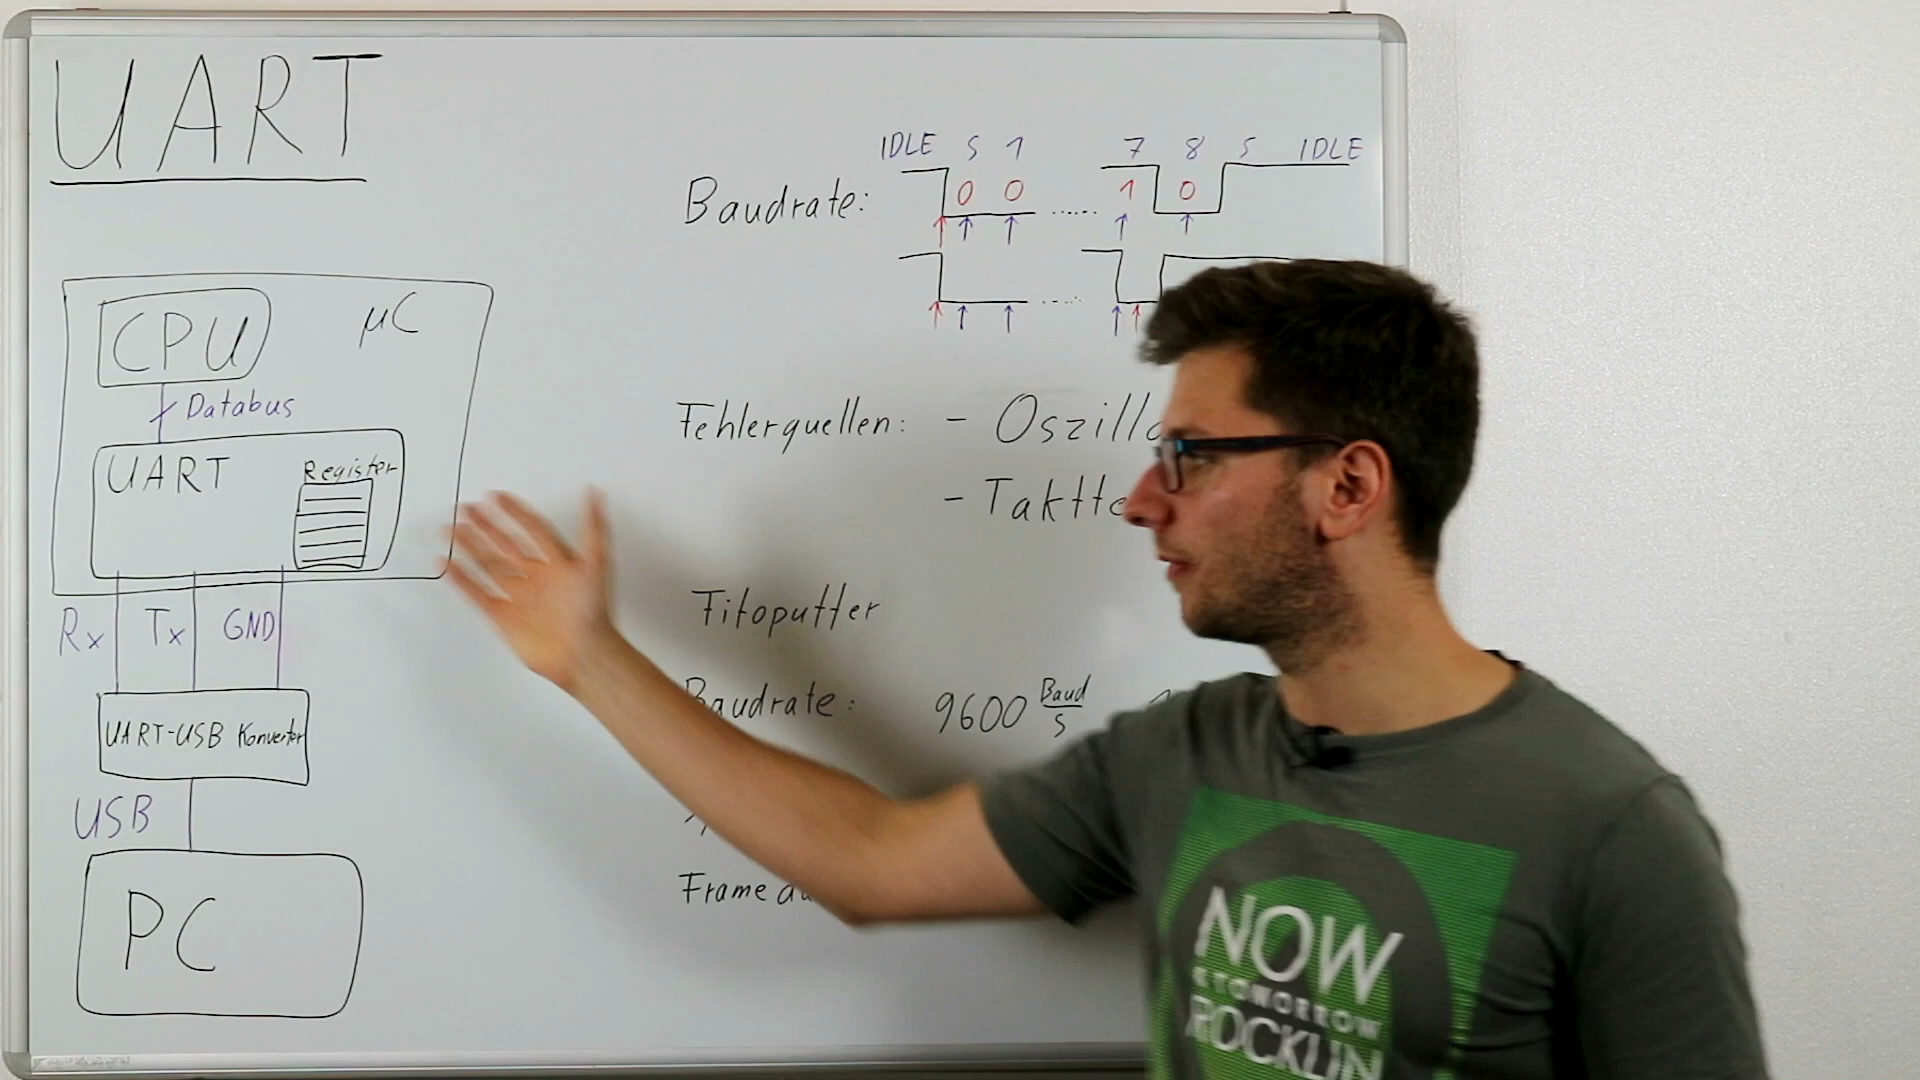 UART
IDLE S 1 7 8 S IDLE
Baudrate:
0 0 ...... 1 0
CPU
µC
Databus
Fehlerquellen: - Oszillo
UART
Register
- Taktte
Rx Tx GND
Fifopuffer
UART-USB Konverter
Baudrate: 9600 Baud/s
USB
Frame
PC
NOW
TOMORROW
ROCKLIN